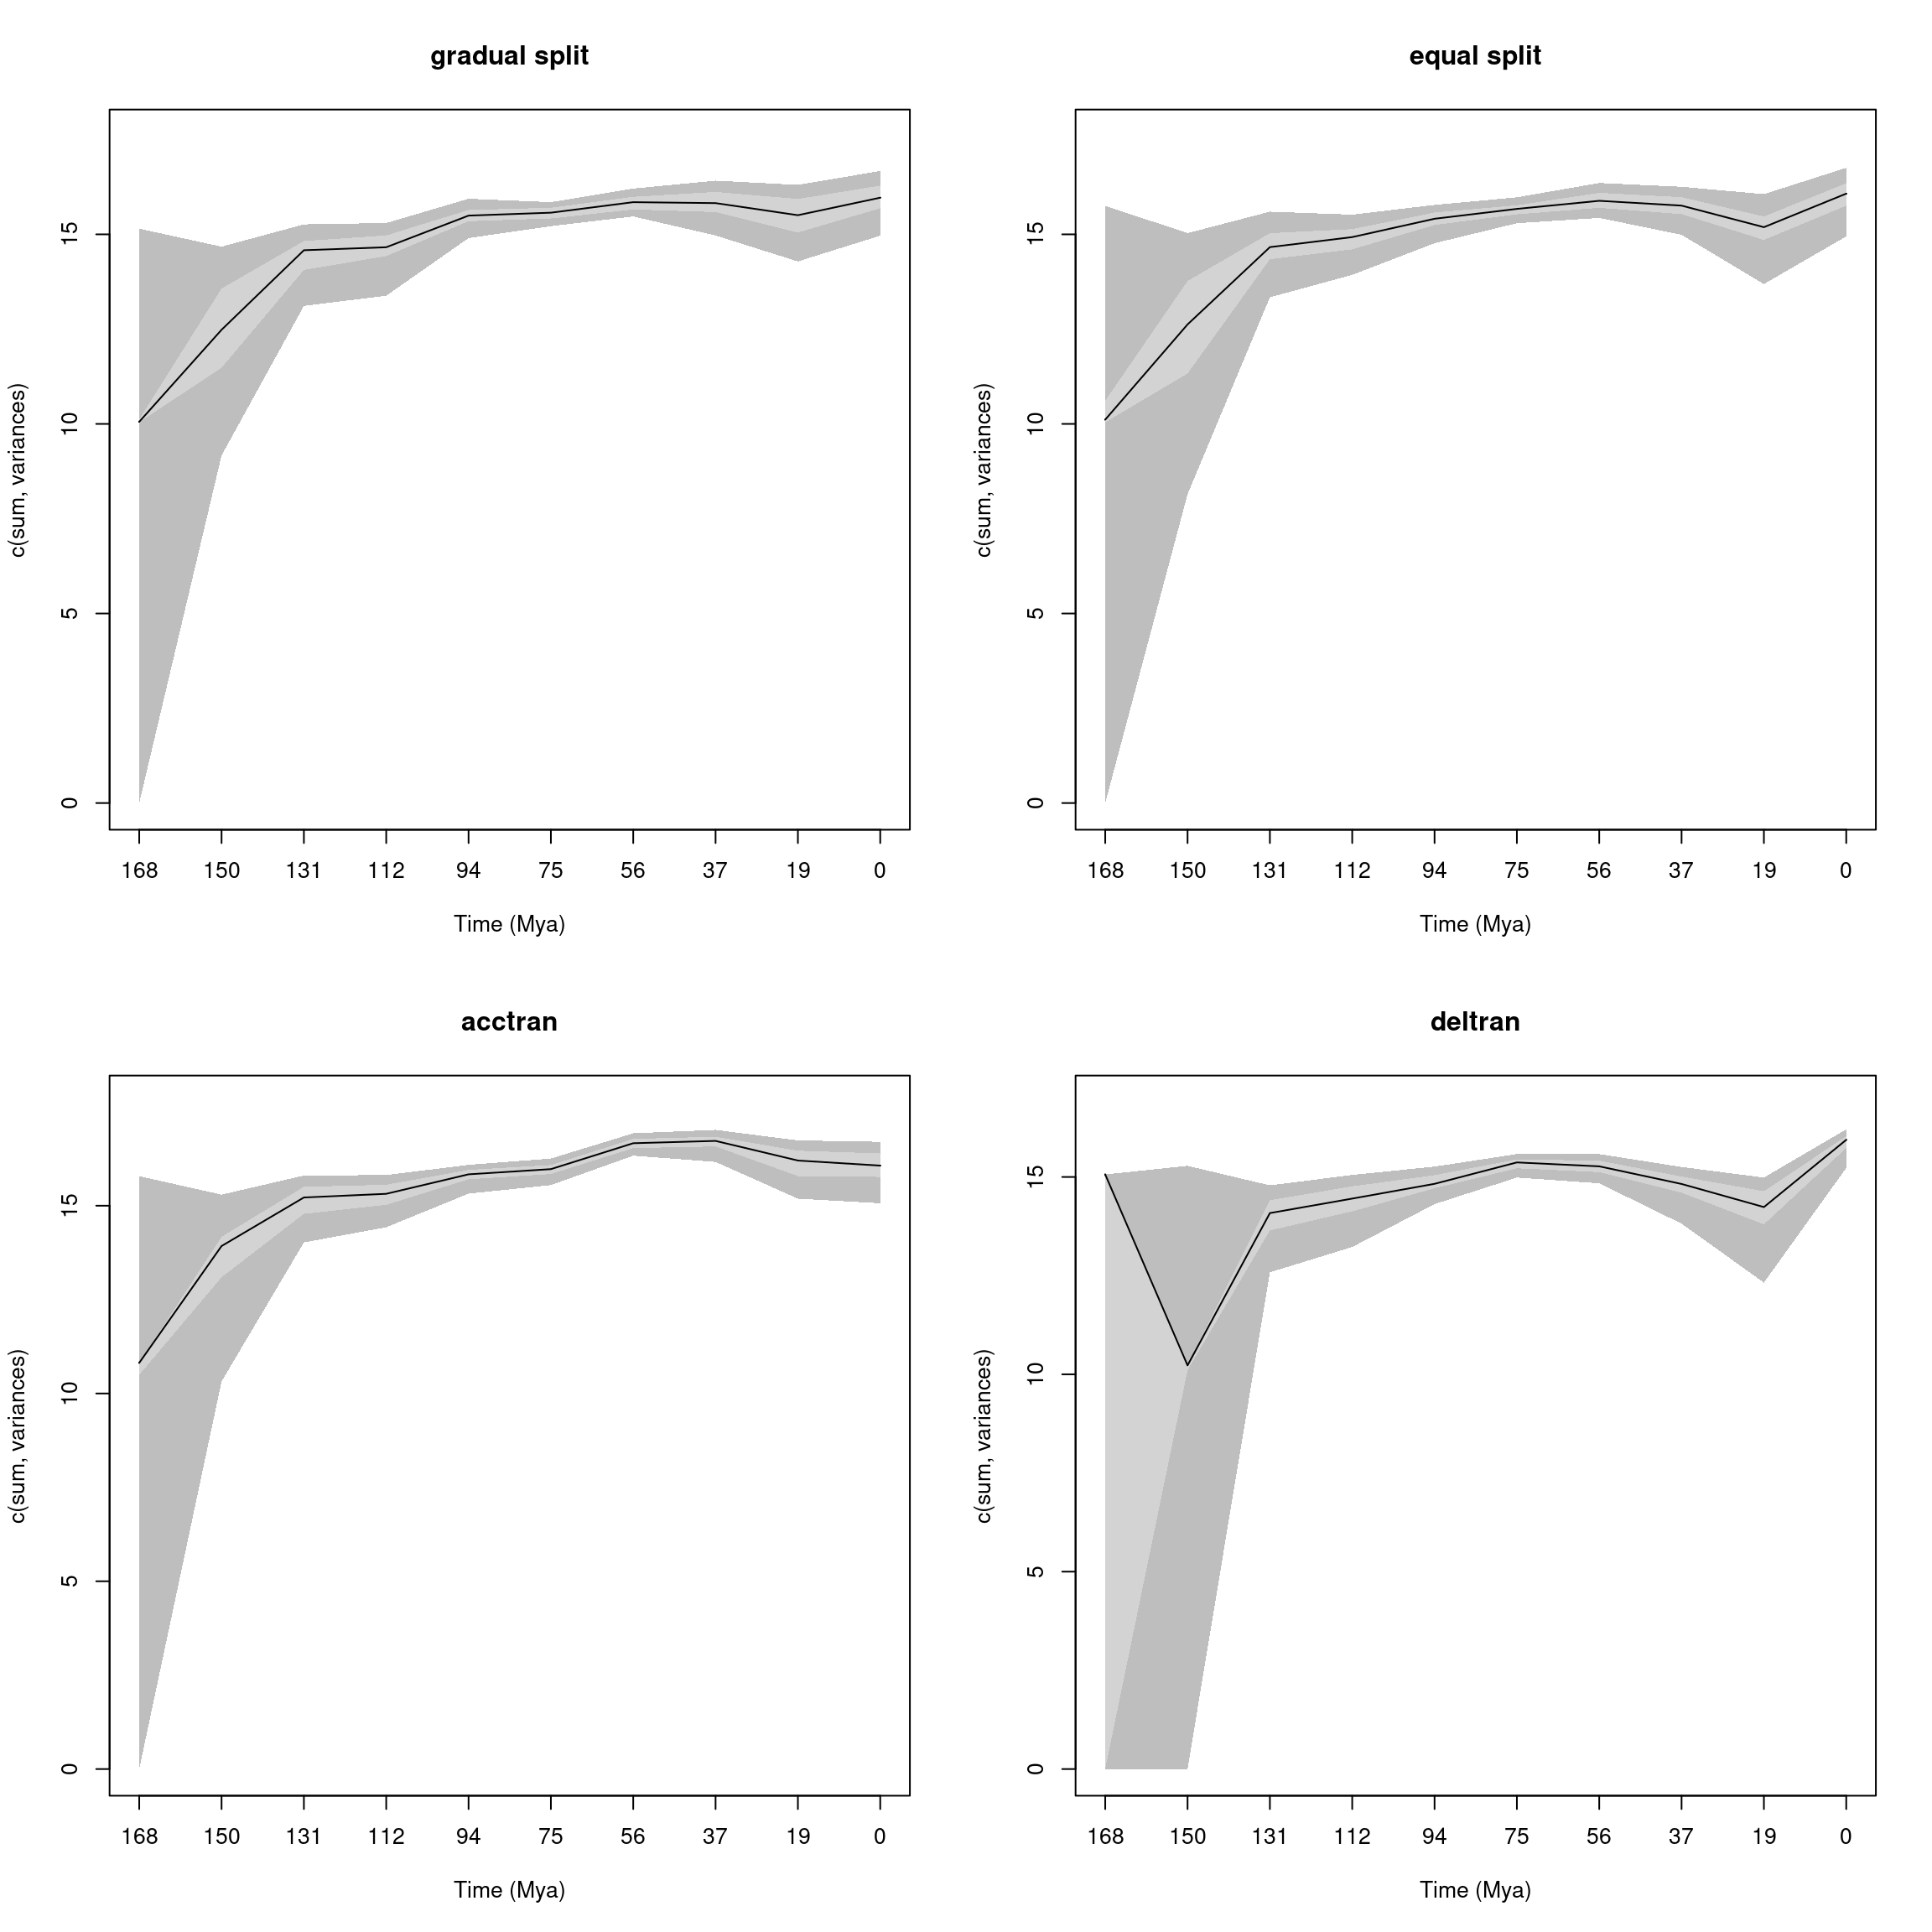 gradual split
c(sum, variances)
15
10
5
0
168 150 131 112 94 75 56 37 19 0
Time (Mya)
equal split
c(sum, variances)
15
10
5
0
168 150 131 112 94 75 56 37 19 0
Time (Mya)
acctran
c(sum, variances)
15
10
5
0
168 150 131 112 94 75 56 37 19 0
Time (Mya)
deltran
c(sum, variances)
15
10
5
0
168 150 131 112 94 75 56 37 19 0
Time (Mya)